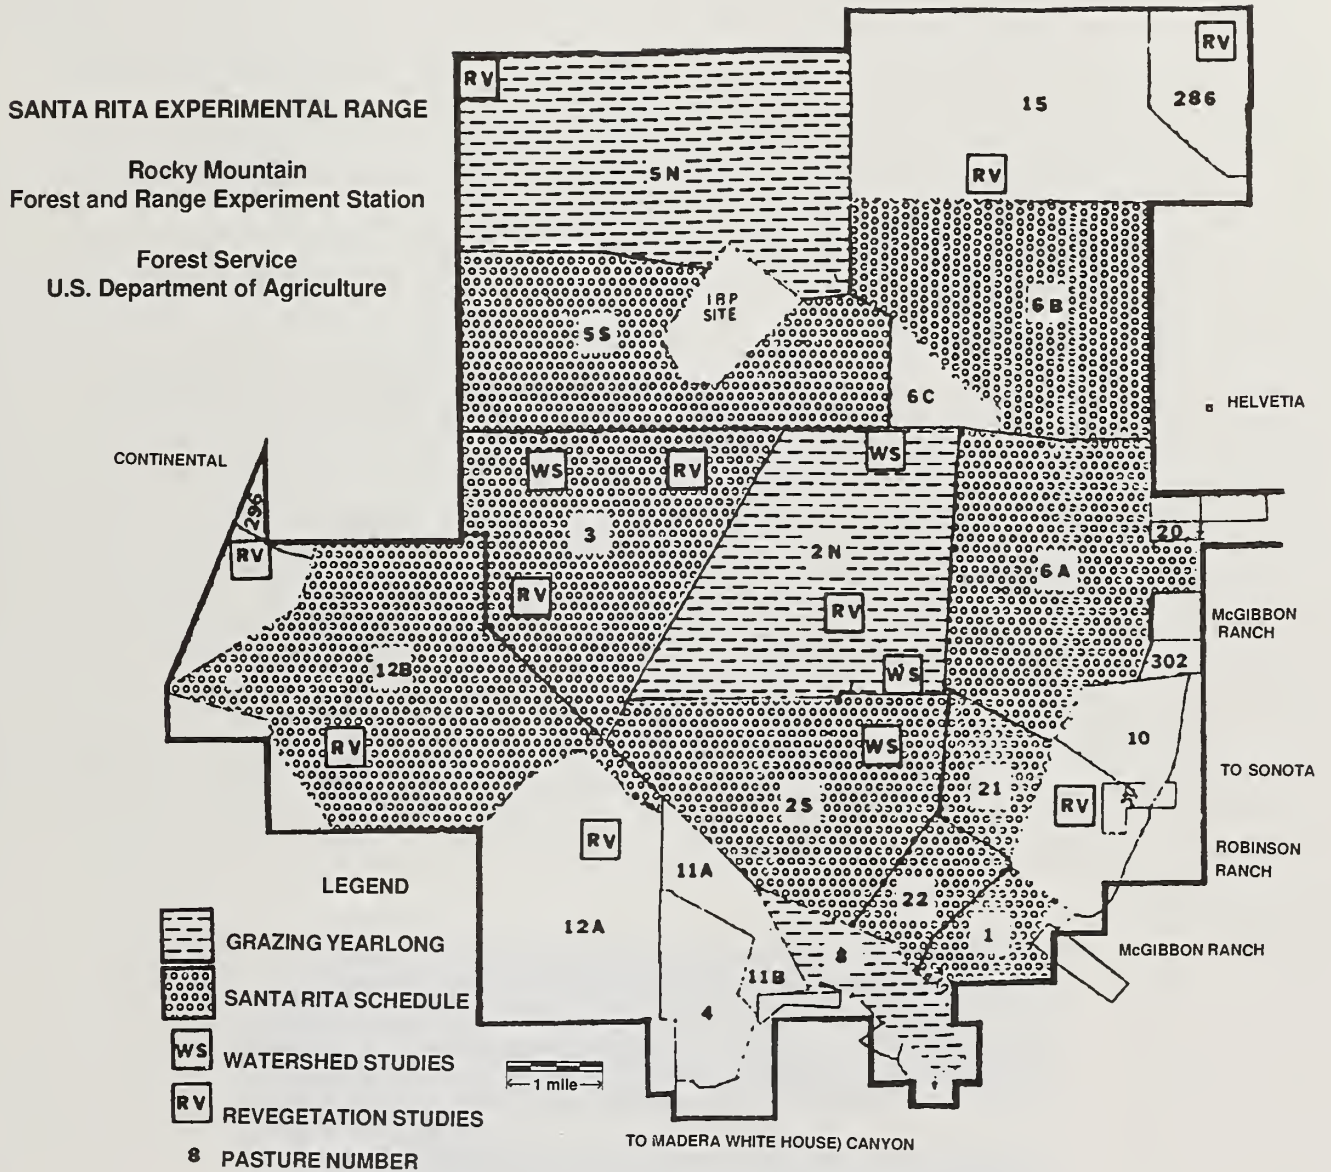 SANTA RITA EXPERIMENTAL RANGE
Rocky Mountain
Forest and Range Experiment Station
Forest Service
U.S. Department of Agriculture
RV
5N
15
RV
286
RV
IRP
SITE
5S
6B
6C
HELVETIA
CONTINENTAL
296
RV
WS
RV
WS
3
2N
20
6A
RV
RV
McGIBBON
RANCH
302
12B
WS
RV
WS
10
TO SONOTA
21
2S
RV
RV
ROBINSON
RANCH
11A
22
12A
1
McGIBBON RANCH
8
11B
4
LEGEND
GRAZING YEARLONG
SANTA RITA SCHEDULE
WS WATERSHED STUDIES
RV REVEGETATION STUDIES
8 PASTURE NUMBER
1 mile
TO MADERA WHITE HOUSE) CANYON